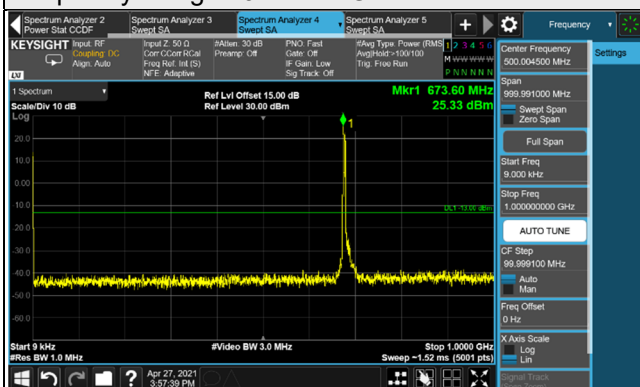 Spectrum Analyzer 2
Power Stat CCDF
Spectrum Analyzer 3
Swept SA
Spectrum Analyzer 4
Swept SA
Spectrum Analyzer 5
Swept SA
Frequency
KEYSIGHT
Input: RF
Coupling: DC
Align: Auto
Input Z: 50 Ω
Corr CCorr RCal
Freq Ref: Int (S)
NFE: Adaptive
#Atten: 30 dB
Preamp: Off
PNO: Fast
Gate: Off
IF Gain: Low
Sig Track: Off
#Avg Type: Power (RMS
Avg|Hold:>100/100
Trig: Free Run
1 2 3 4 5 6
M W W W W W
P N N N N N
LXI
1 Spectrum
Scale/Div 10 dB
Log
Ref Lvl Offset 15.00 dB
Ref Level 30.00 dBm
Mkr1 673.60 MHz
25.33 dBm
1
20.0
10.0
0.00
-10.0
-20.0
-30.0
-40.0
-50.0
-60.0
DL1 -13.00 dBm
Start 9 kHz
#Res BW 1.0 MHz
#Video BW 3.0 MHz
Stop 1.0000 GHz
Sweep ~1.52 ms (5001 pts)
Apr 27, 2021
3:57:39 PM
Center Frequency
500.004500 MHz
Settings
Span
999.991000 MHz
Swept Span
Zero Span
Full Span
Start Freq
9.000 kHz
Stop Freq
1.000000000 GHz
AUTO TUNE
CF Step
99.999100 MHz
Auto
Man
Freq Offset
0 Hz
X Axis Scale
Log
Lin
Signal Track